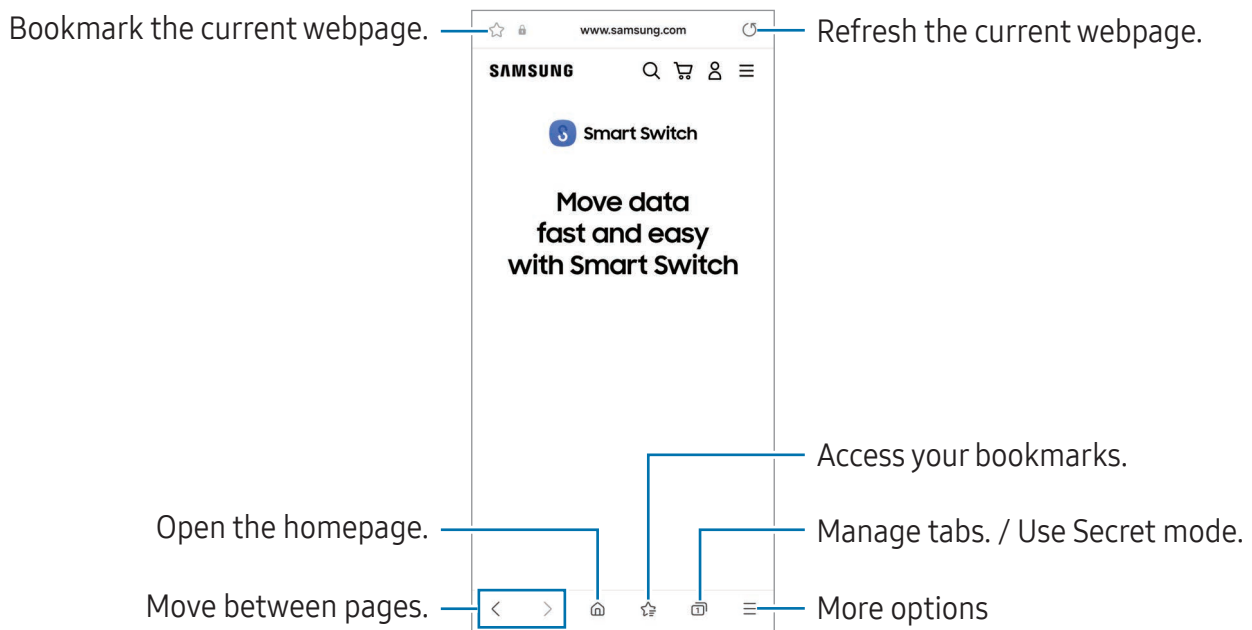 Bookmark the current webpage.
www.samsung.com
Refresh the current webpage.
SAMSUNG
Smart Switch
Move data
fast and easy
with Smart Switch
Access your bookmarks.
Open the homepage.
Manage tabs. / Use Secret mode.
Move between pages.
1
More options